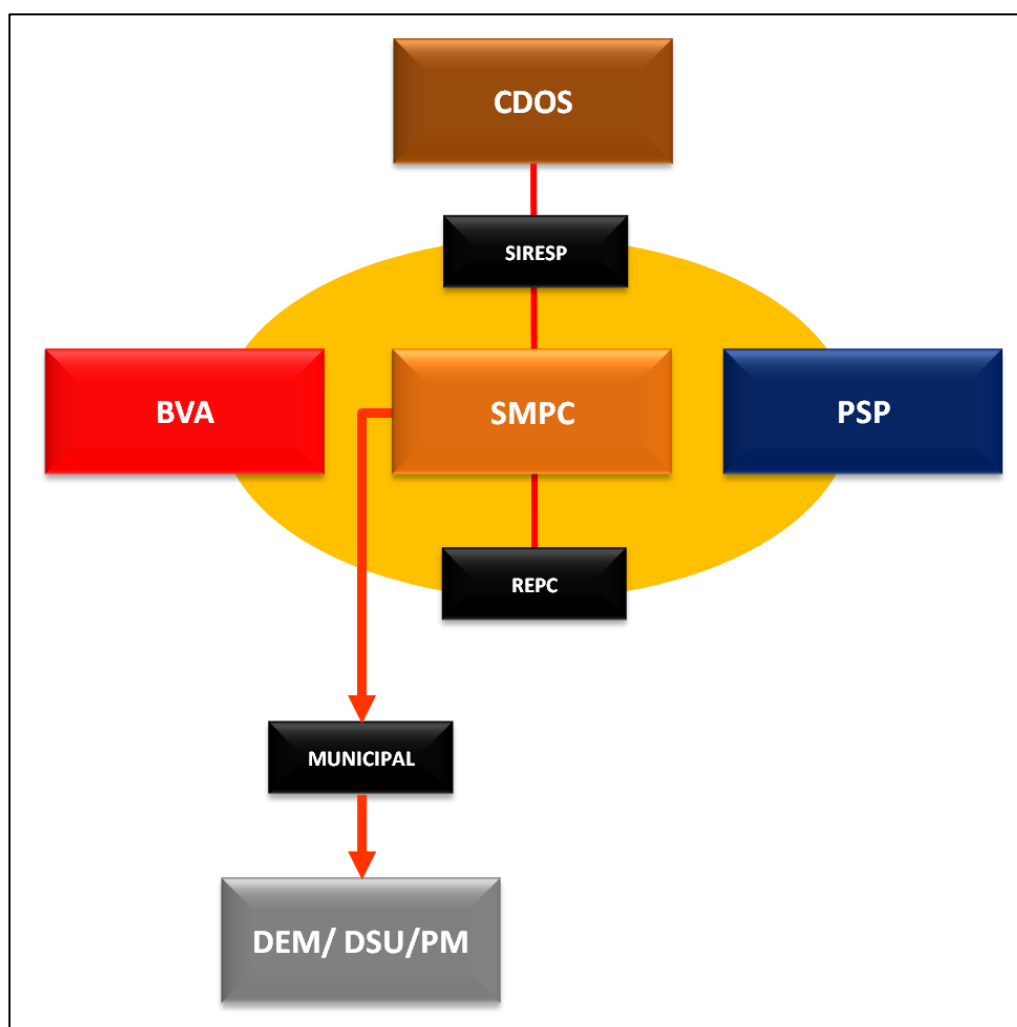 CDOS
SIRESP
BVA
SMPC
PSP
REPC
MUNICIPAL
DEM/ DSU/PM